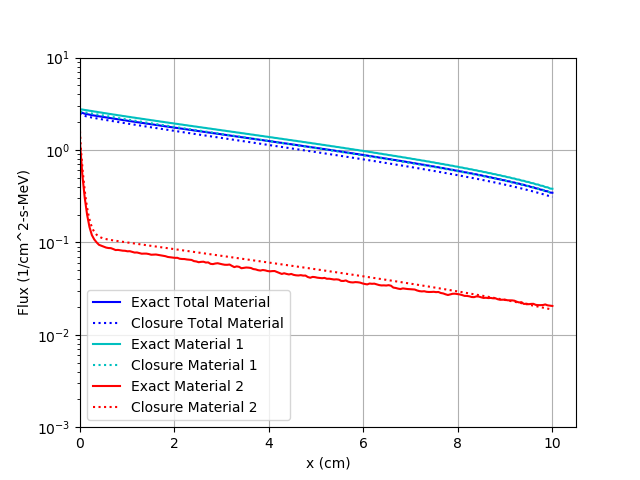 10^1
10^0
10^−1
10^−2
10^−3
Flux (1/cm^2-s-MeV)
Exact Total Material
Closure Total Material
Exact Material 1
Closure Material 1
Exact Material 2
Closure Material 2
0 2 4 6 8 10
x (cm)